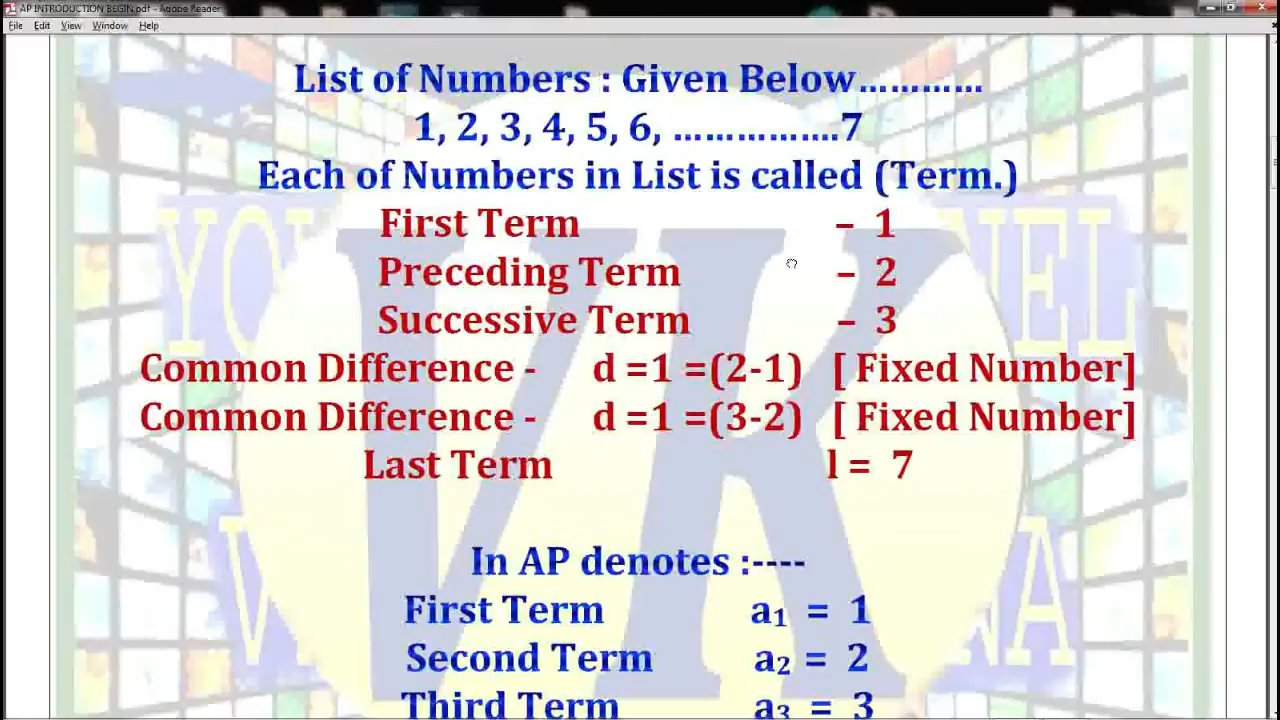 AP INTRODUCTION BEGIN.pdf - Adobe Reader
File Edit View Window Help
List of Numbers : Given Below............
1, 2, 3, 4, 5, 6, ................7
Each of Numbers in List is called (Term.)
First Term – 1
Preceding Term – 2
Successive Term – 3
Common Difference - d =1 =(2-1) [ Fixed Number]
Common Difference - d =1 =(3-2) [ Fixed Number]
Last Term l = 7
In AP denotes :----
First Term a1 = 1
Second Term a2 = 2
Third Term a3 = 3
VK